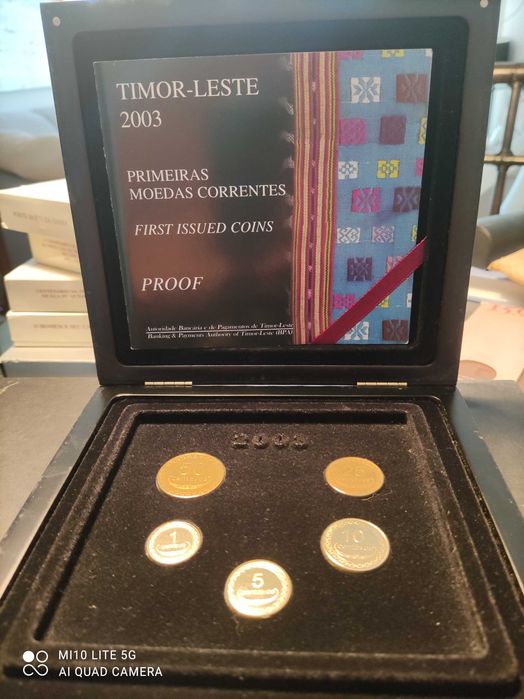 TIMOR-LESTE
2003
PRIMEIRAS
MOEDAS CORRENTES
FIRST ISSUED COINS
PROOF
Autoridade Bancária e de Pagamentos de Timor-Leste
Banking & Payments Authority of Timor-Leste (BPA)
2003
50
25
1
10
5
MI10 LITE 5G
AI QUAD CAMERA